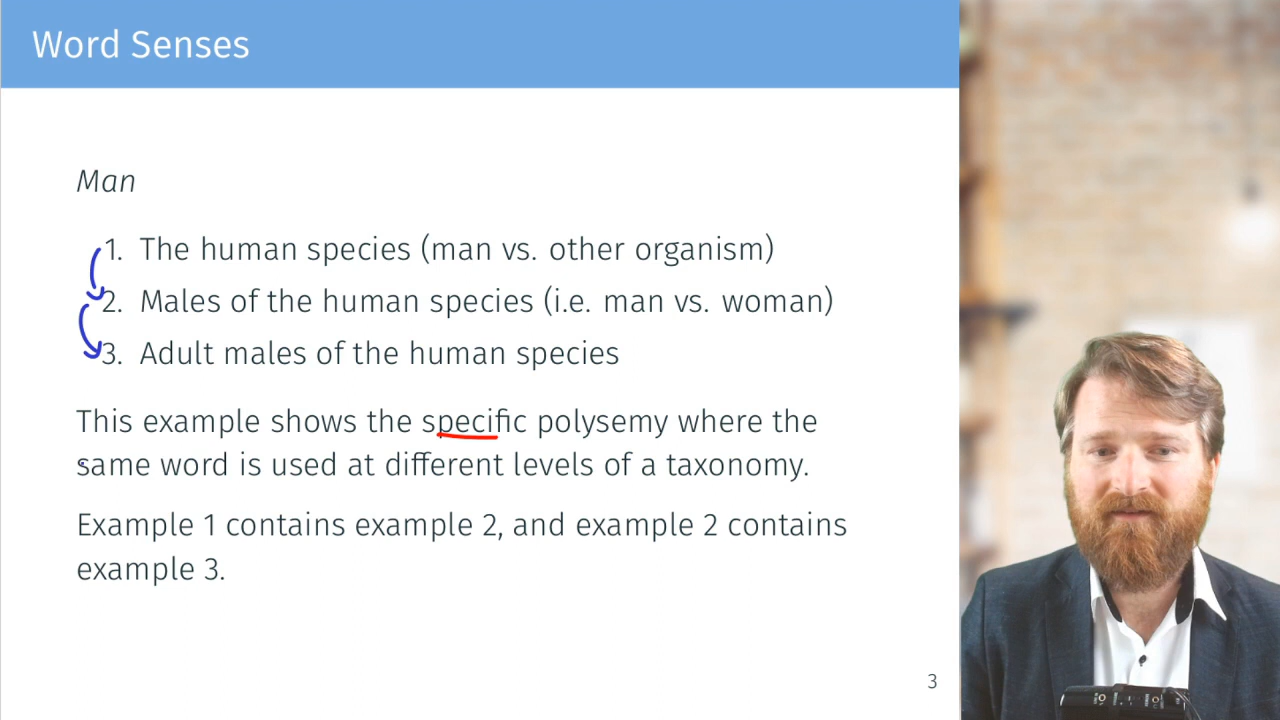 Word Senses
Man
1. The human species (man vs. other organism)
2. Males of the human species (i.e. man vs. woman)
3. Adult males of the human species
This example shows the specific polysemy where the
same word is used at different levels of a taxonomy.
Example 1 contains example 2, and example 2 contains
example 3.
3